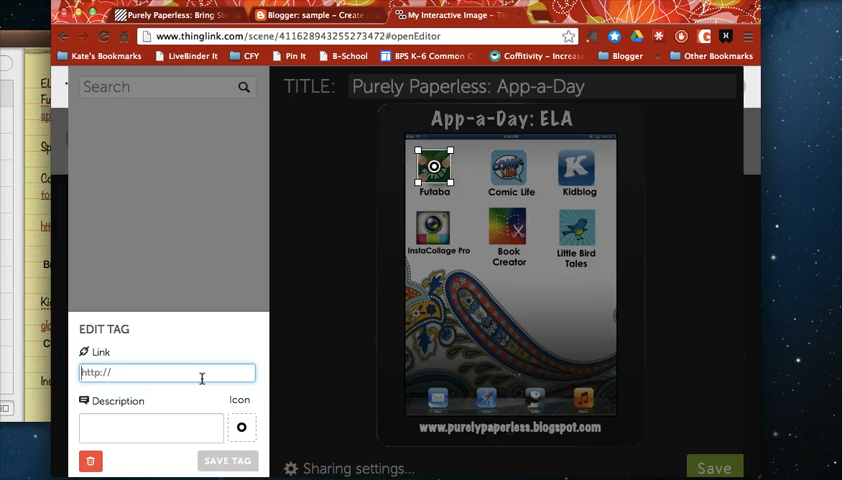 Purely Paperless: Bring St
Blogger: sample - Create
My Interactive Image - T
www.thinglink.com/scene/411628943255273472#openEditor
Kate's Bookmarks
LiveBinder It
CFY
Pin It
B-School
BPS K-6 Common C
Coffitivity - Increase
Blogger
Other Bookmarks
Search
TITLE: Purely Paperless: App-a-Day
App-a-Day: ELA
Futaba
Comic Life
Kidblog
InstaCollage Pro
Book
Creator
Little Bird
Tales
www.purelypaperless.blogspot.com
EDIT TAG
Link
http://
Description
Icon
SAVE TAG
Sharing settings...
Save